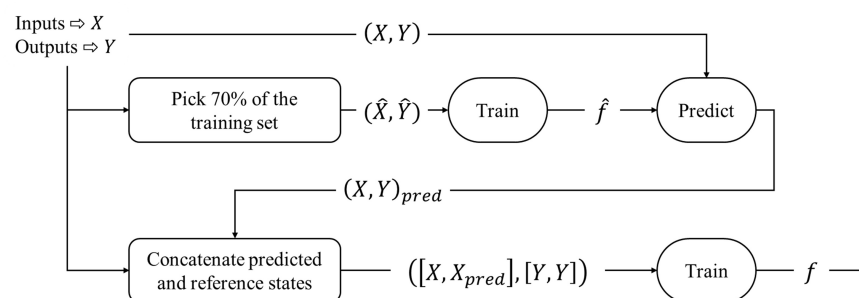 Inputs ⇨ X
Outputs ⇨ Y
(X, Y)
Pick 70% of the
training set
(X̂, Ŷ)
Train
f̂
Predict
(X, Y)pred
Concatenate predicted
and reference states
([X, Xpred], [Y, Y])
Train
f